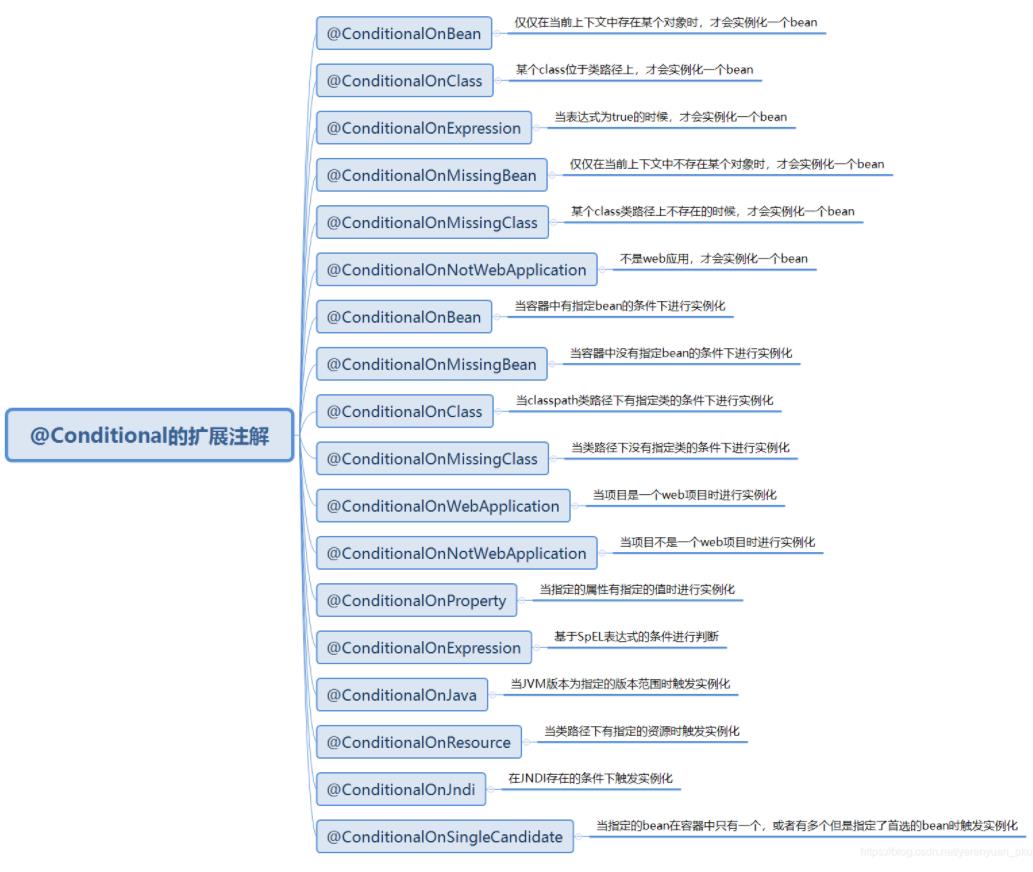 @ConditionalOnBean
仅仅在当前上下文中存在某个对象时，才会实例化一个bean
@ConditionalOnClass
某个class位于类路径上，才会实例化一个bean
@ConditionalOnExpression
当表达式为true的时候，才会实例化一个bean
@ConditionalOnMissingBean
仅仅在当前上下文中不存在某个对象时，才会实例化一个bean
@ConditionalOnMissingClass
某个class类路径上不存在的时候，才会实例化一个bean
@ConditionalOnNotWebApplication
不是web应用，才会实例化一个bean
@ConditionalOnBean
当容器中有指定bean的条件下进行实例化
@ConditionalOnMissingBean
当容器中没有指定bean的条件下进行实例化
@ConditionalOnClass
当classpath类路径下有指定类的条件下进行实例化
@Conditional的扩展注解
@ConditionalOnMissingClass
当类路径下没有指定类的条件下进行实例化
@ConditionalOnWebApplication
当项目是一个web项目时进行实例化
@ConditionalOnNotWebApplication
当项目不是一个web项目时进行实例化
@ConditionalOnProperty
当指定的属性有指定的值时进行实例化
@ConditionalOnExpression
基于SpEL表达式的条件进行判断
@ConditionalOnJava
当JVM版本为指定的版本范围时触发实例化
@ConditionalOnResource
当类路径下有指定的资源时触发实例化
@ConditionalOnJndi
在JNDI存在的条件下触发实例化
@ConditionalOnSingleCandidate
当指定的bean在容器中只有一个，或者有多个但是指定了首选的bean时触发实例化
https://blog.csdn.net/yerenyuan_pku